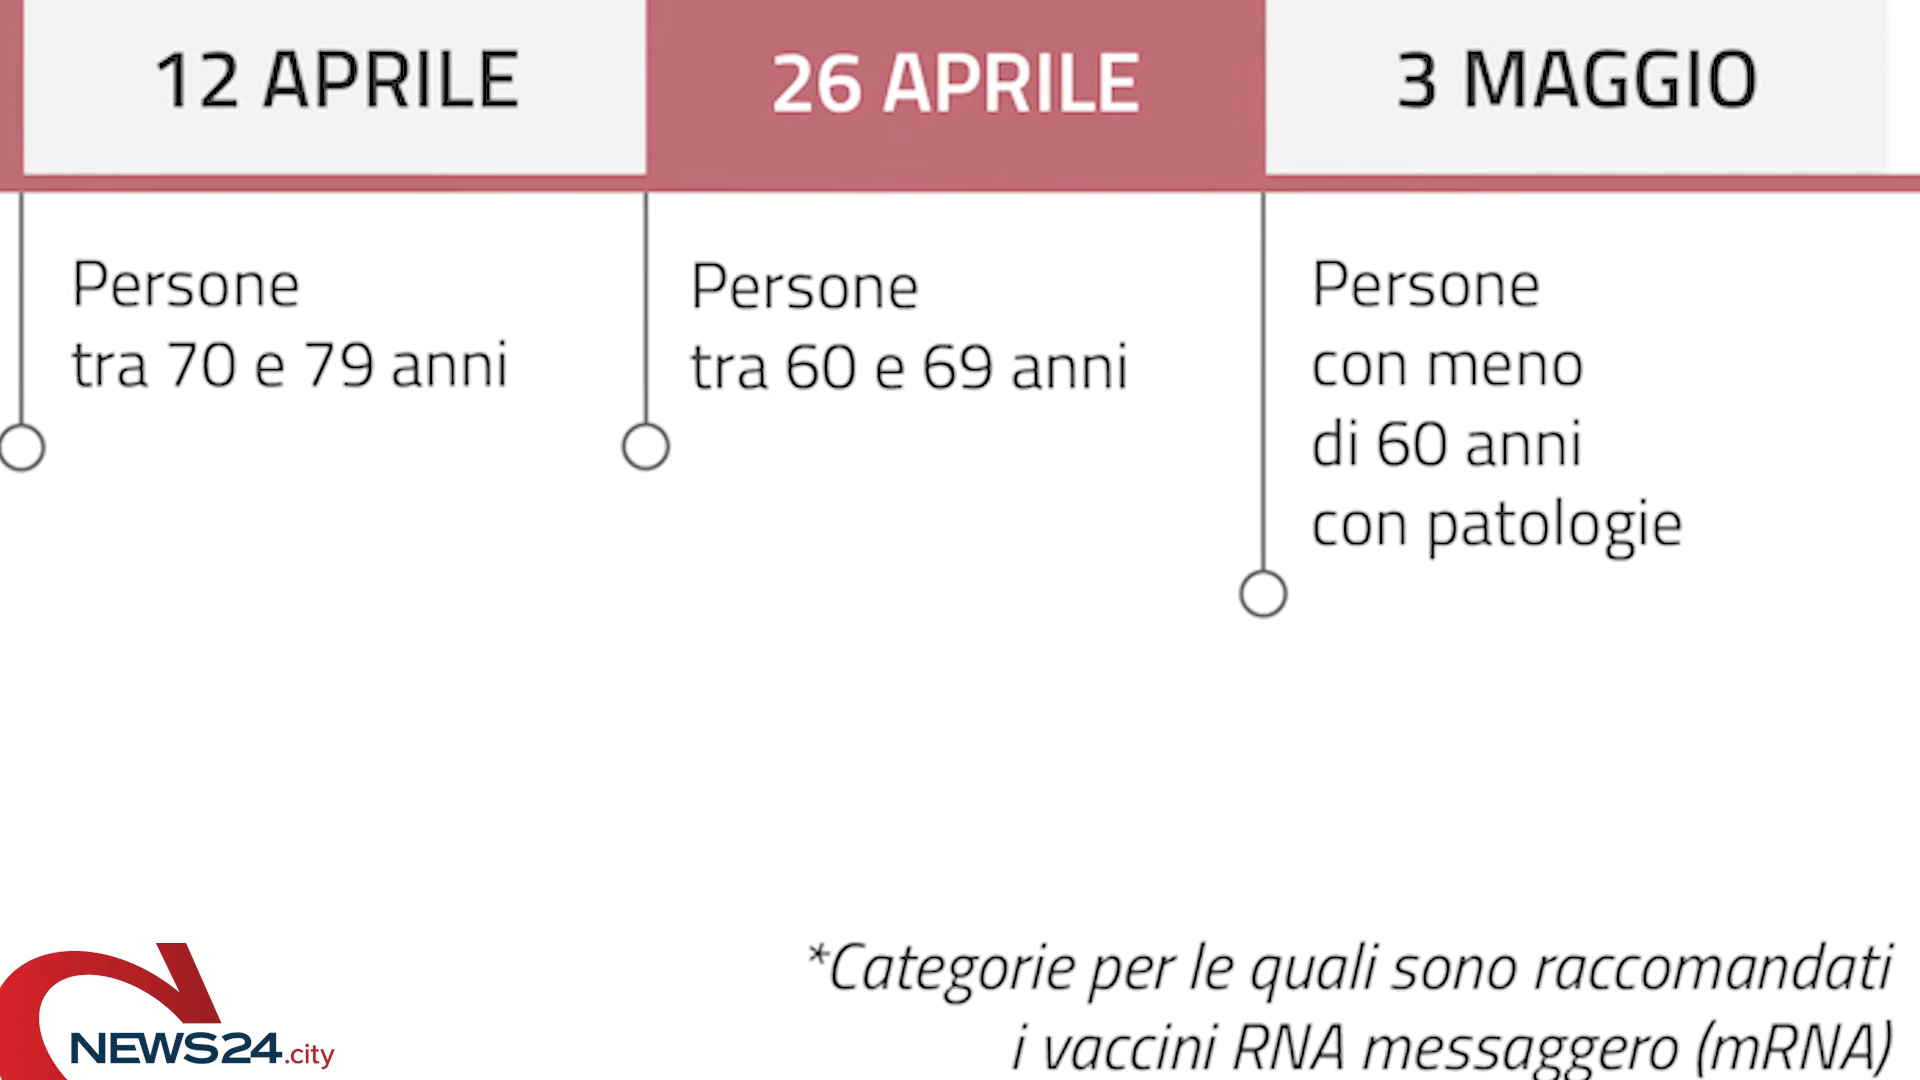 12 APRILE
26 APRILE
3 MAGGIO
Persone
tra 70 e 79 anni
Persone
tra 60 e 69 anni
Persone
con meno
di 60 anni
con patologie
*Categorie per le quali sono raccomandati
i vaccini RNA messaggero (mRNA)
NEWS24.city